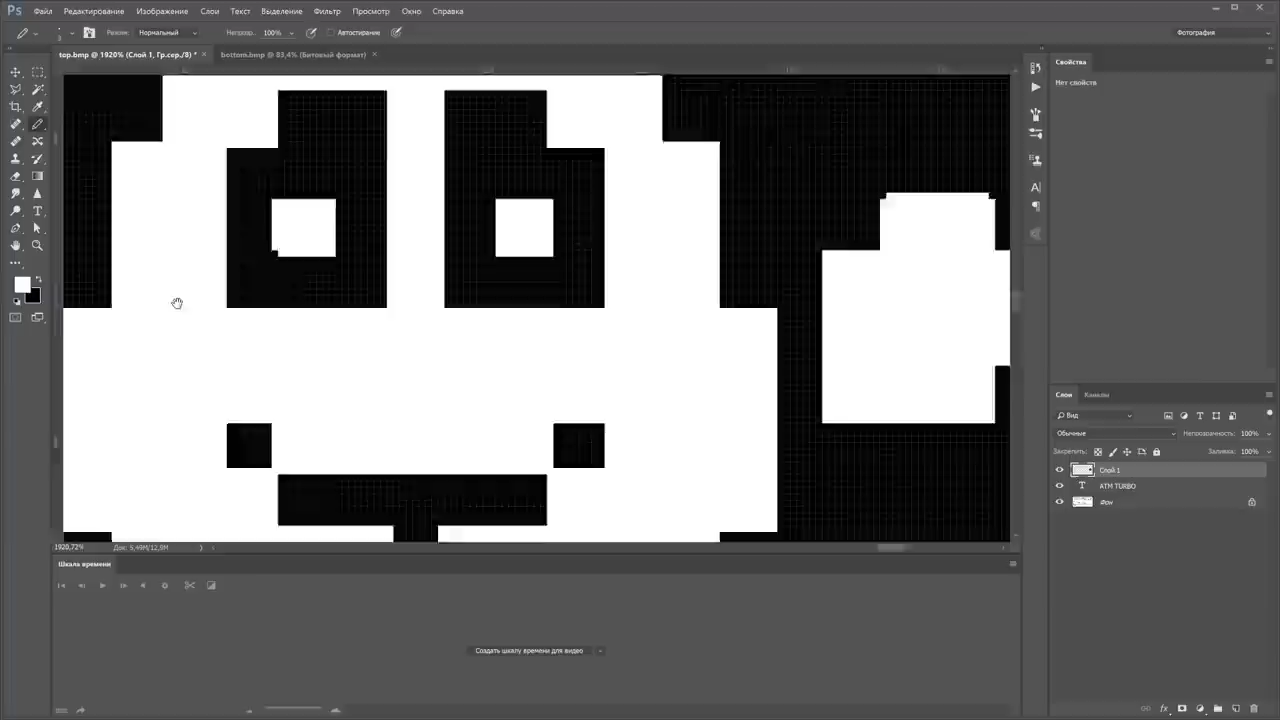 Ps Файл Редактирование Изображение Слои Текст Выделение Фильтр Просмотр Окно Справка
3 Режим: Нормальный Непрозр.: 100% Автостирание Фотография
top.bmp @ 1920% (Слой 1, Гр.сер./8) * × bottom.bmp @ 83,4% (Битовый формат) ×
Свойства
Нет свойств
Слои Каналы
Вид
Обычные Непрозрачность: 100%
Закрепить: Заливка: 100%
Слой 1
ATM TURBO
Фон
1920,72% Док: 5,49M/12,9M
Шкала времени
Создать шкалу времени для видео